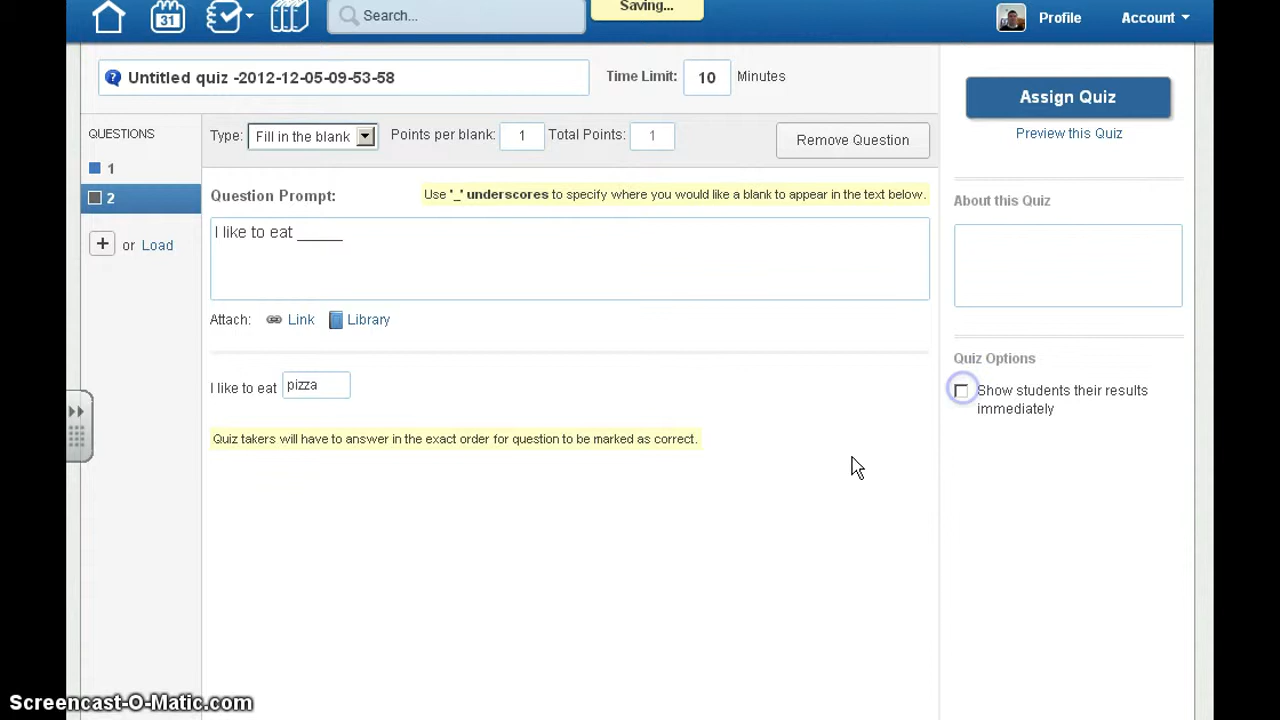 Saving...
31
Search...
Profile
Account
Untitled quiz -2012-12-05-09-53-58
Time Limit: 10 Minutes
Assign Quiz
Preview this Quiz
QUESTIONS
1
2
+ or Load
Type: Fill in the blank Points per blank: 1 Total Points: 1 Remove Question
Question Prompt: Use '_' underscores to specify where you would like a blank to appear in the text below.
I like to eat ______
Attach: Link Library
I like to eat pizza
Quiz takers will have to answer in the exact order for question to be marked as correct.
About this Quiz
Quiz Options
Show students their results
immediately
Screencast-O-Matic.com